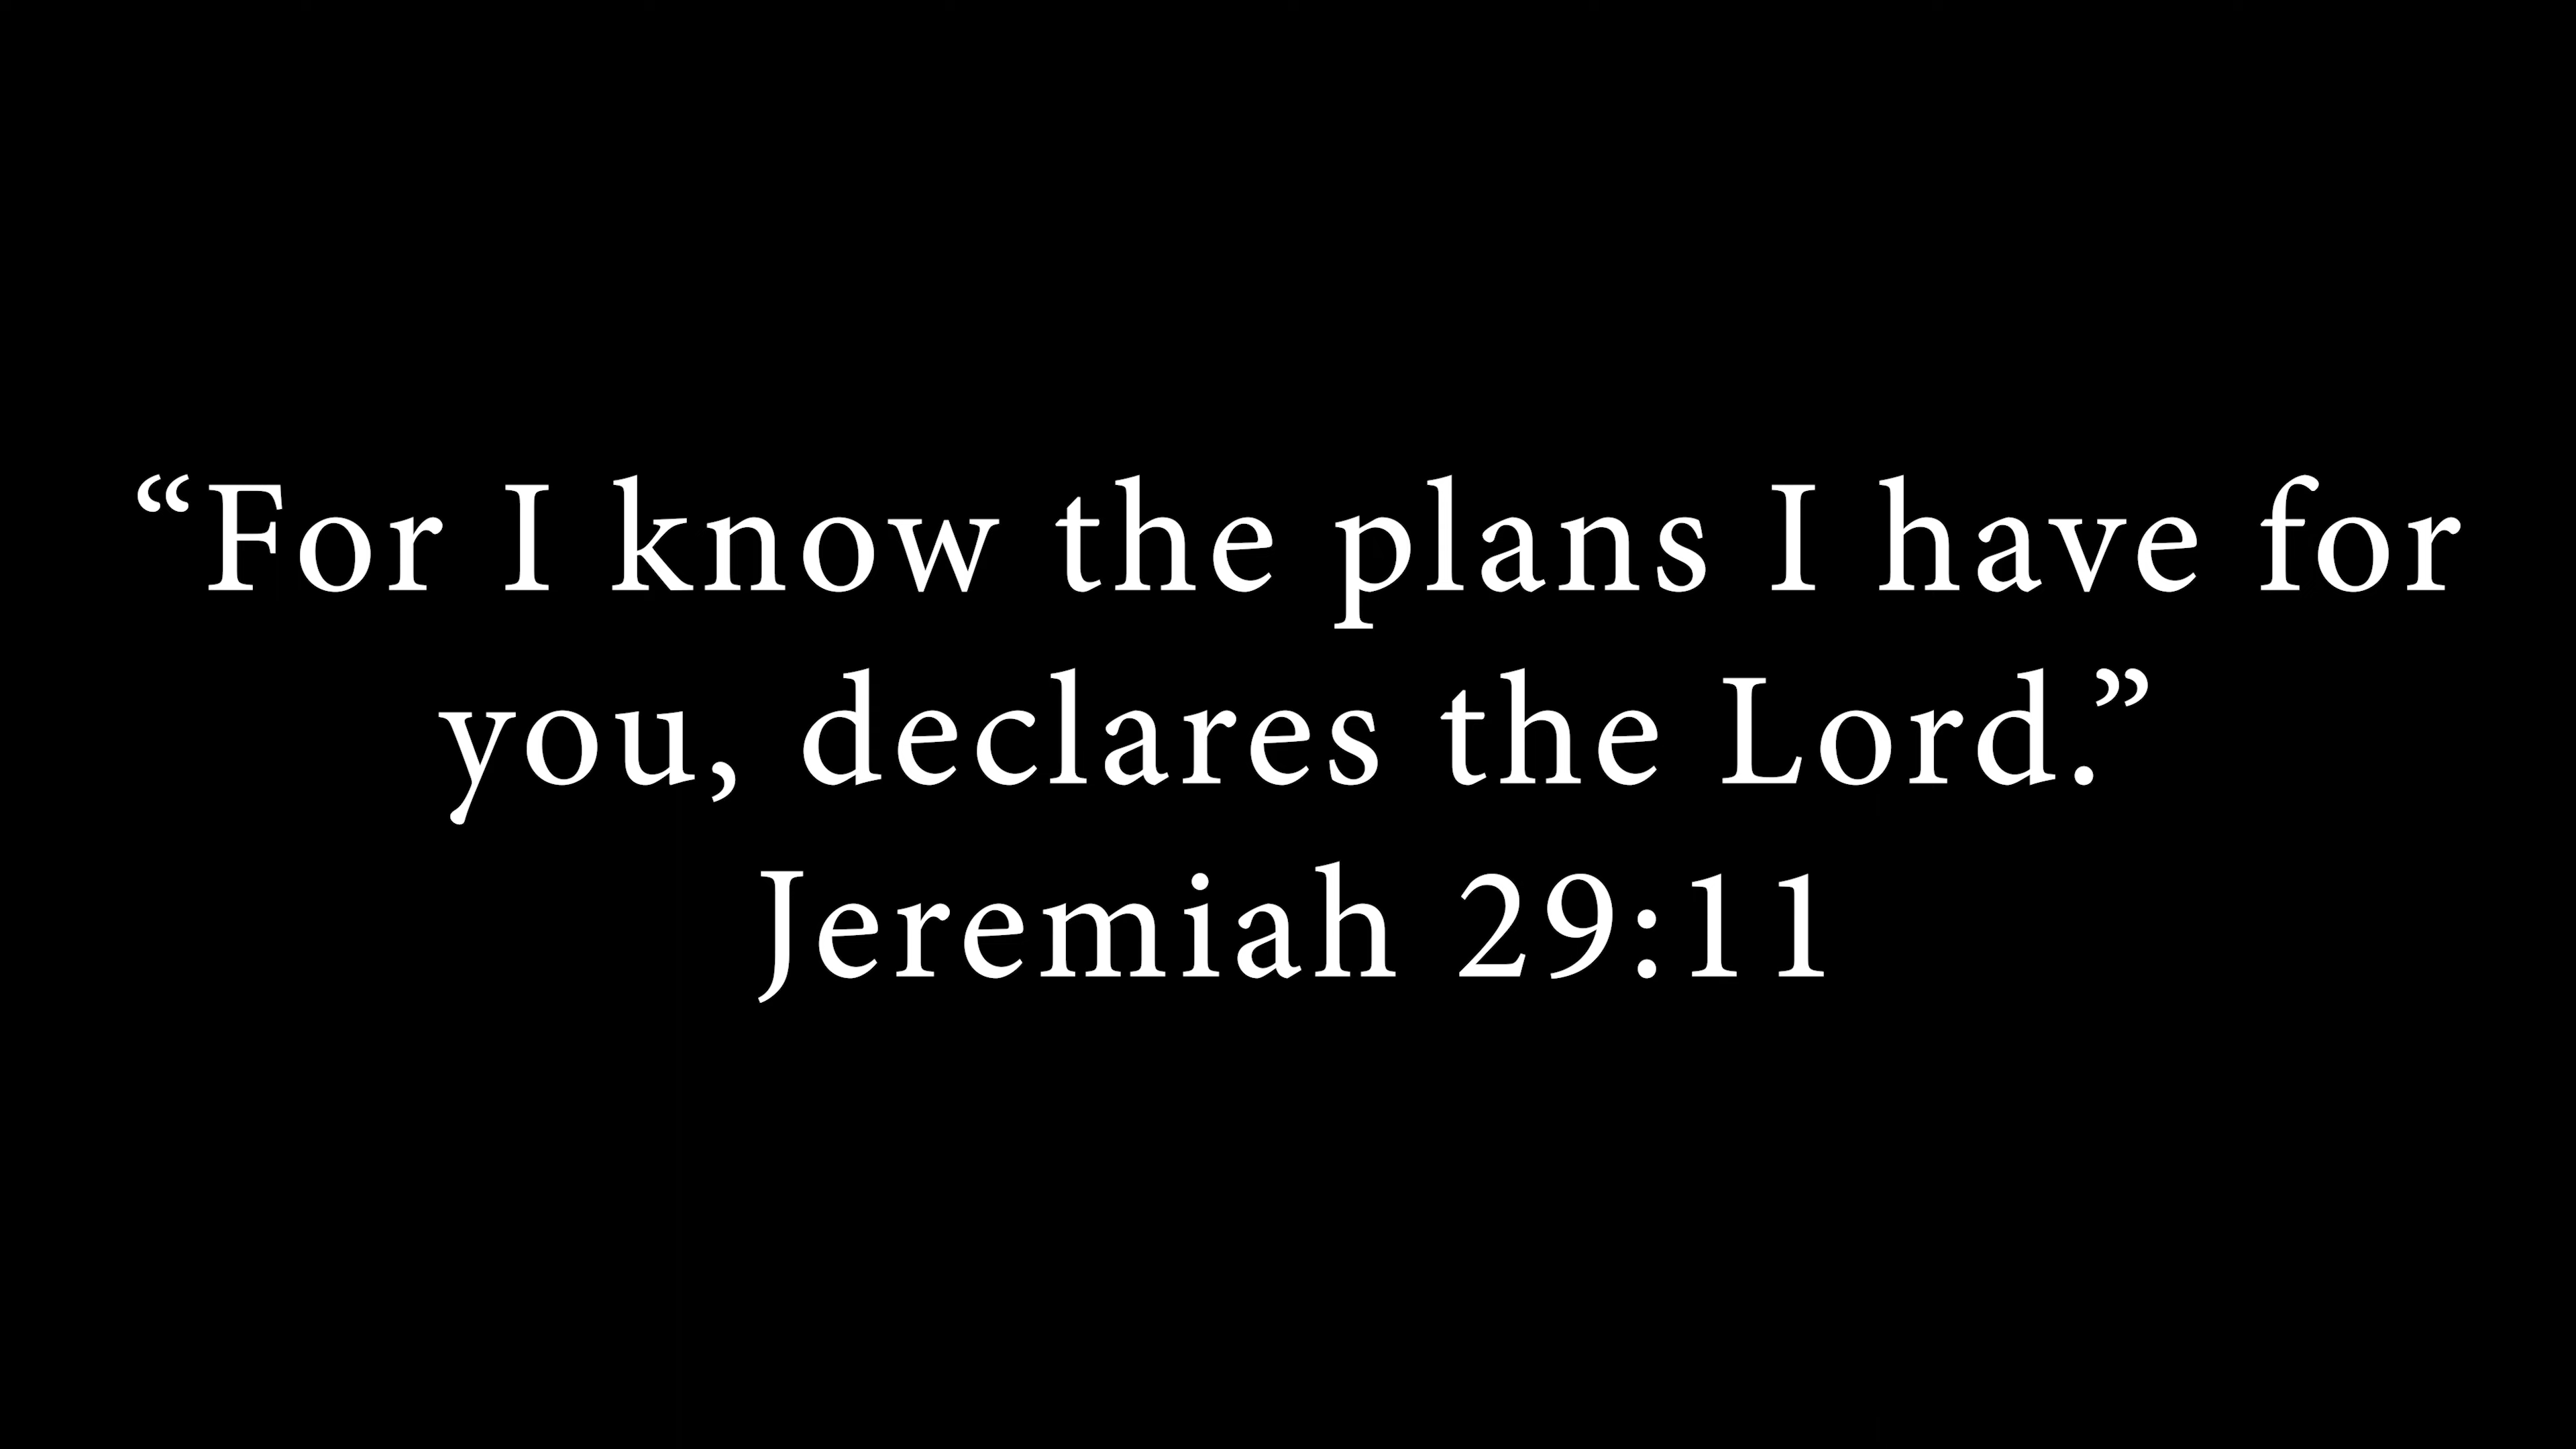 “For I know the plans I have for
you, declares the Lord.”
Jeremiah 29:11